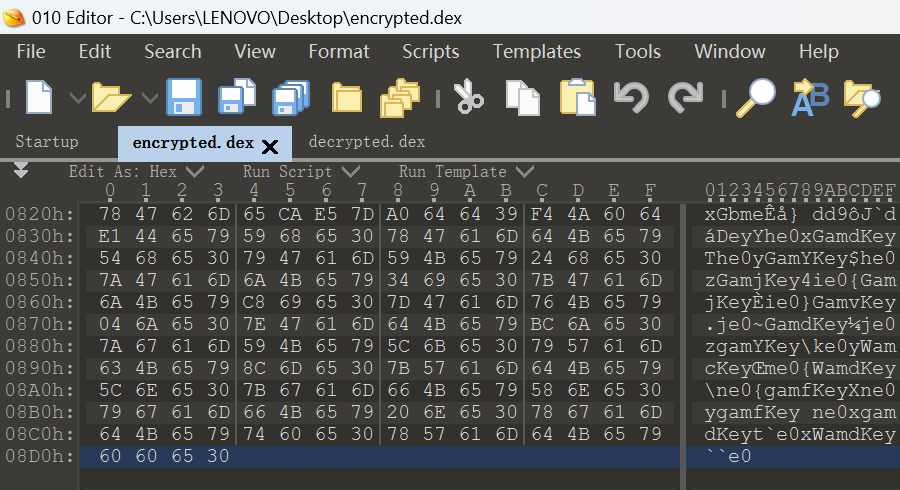 010 Editor - C:\Users\LENOVO\Desktop\encrypted.dex
File Edit Search View Format Scripts Templates Tools Window Help
Startup encrypted.dex decrypted.dex
Edit As: Hex Run Script Run Template
0 1 2 3 4 5 6 7 8 9 A B C D E F 0123456789ABCDEF
0820h: 78 47 62 6D 65 CA E5 7D A0 64 64 39 F4 4A 60 64 xGbmeÊå} dd9ôJ`d
0830h: E1 44 65 79 59 68 65 30 78 47 61 6D 64 4B 65 79 áDeyYhe0xGamdKey
0840h: 54 68 65 30 79 47 61 6D 59 4B 65 79 24 68 65 30 The0yGamYKey$he0
0850h: 7A 47 61 6D 6A 4B 65 79 34 69 65 30 7B 47 61 6D zGamjKey4ie0{Gam
0860h: 6A 4B 65 79 C8 69 65 30 7D 47 61 6D 76 4B 65 79 jKeyÈie0}GamvKey
0870h: 04 6A 65 30 7E 47 61 6D 64 4B 65 79 BC 6A 65 30 .je0~GamdKey¼je0
0880h: 7A 67 61 6D 59 4B 65 79 5C 6B 65 30 79 57 61 6D zgamYKey\ke0yWam
0890h: 63 4B 65 79 8C 6D 65 30 7B 57 61 6D 64 4B 65 79 cKeyŒme0{WamdKey
08A0h: 5C 6E 65 30 7B 67 61 6D 66 4B 65 79 58 6E 65 30 \ne0{gamfKeyXne0
08B0h: 79 67 61 6D 66 4B 65 79 20 6E 65 30 78 67 61 6D ygamfKey ne0xgam
08C0h: 64 4B 65 79 74 60 65 30 78 57 61 6D 64 4B 65 79 dKeyt`e0xWamdKey
08D0h: 60 60 65 30 ``e0